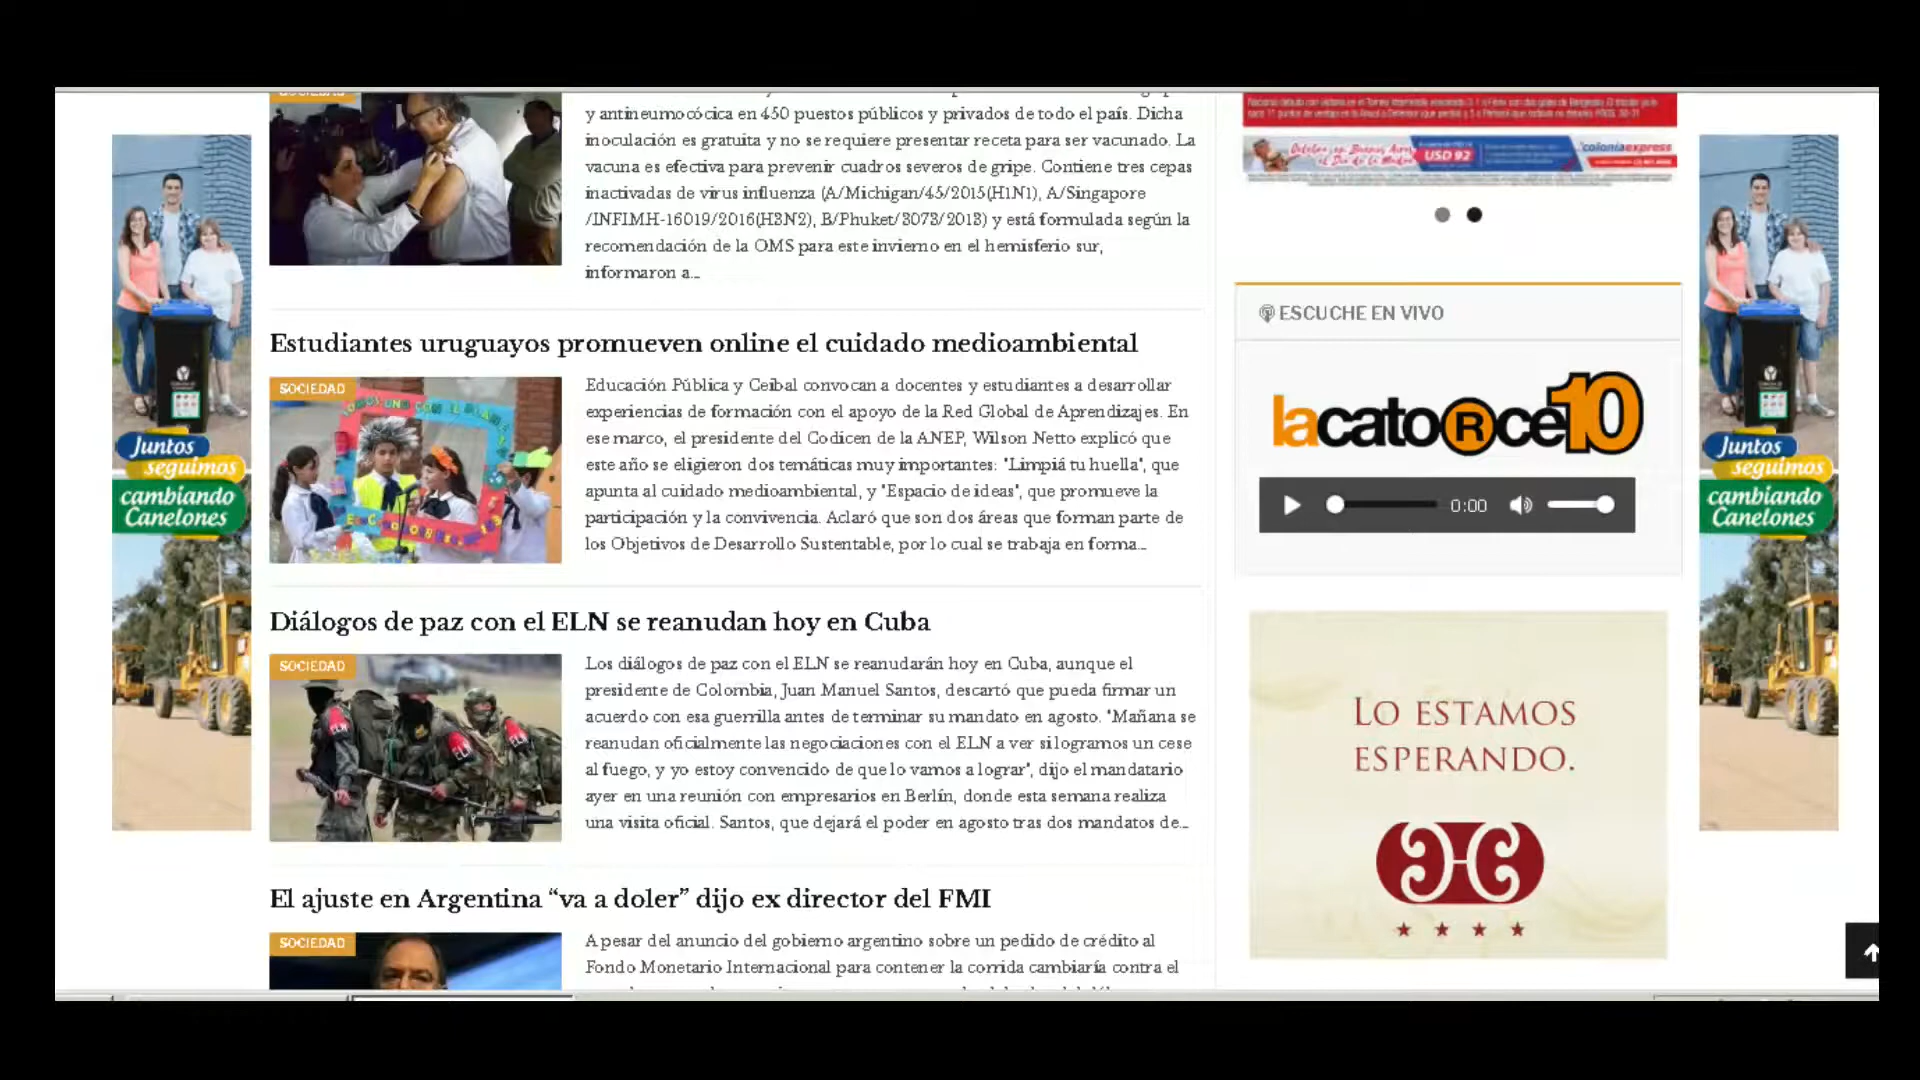 y antineumocócica en 450 puestos públicos y privados de todo el país. Dicha
inoculación es gratuita y no se requiere presentar receta para ser vacunado. La
vacuna es efectiva para prevenir cuadros severos de gripe. Contiene tres cepas
inactivadas de virus influenza (A/Michigan/45/2015(H1N1), A/Singapore
/INFIMH-16019/2016(H3N2), B/Phuket/3073/2013) y está formulada según la
recomendación de la OMS para este invierno en el hemisferio sur,
informaron a...
Estudiantes uruguayos promueven online el cuidado medioambiental
SOCIEDAD
Educación Pública y Ceibal convocan a docentes y estudiantes a desarrollar
experiencias de formación con el apoyo de la Red Global de Aprendizajes. En
ese marco, el presidente del Codicen de la ANEP, Wilson Netto explicó que
este año se eligieron dos temáticas muy importantes: "Limpiá tu huella", que
apunta al cuidado medioambiental, y "Espacio de ideas", que promueve la
participación y la convivencia. Aclaró que son dos áreas que forman parte de
los Objetivos de Desarrollo Sustentable, por lo cual se trabaja en forma...
Diálogos de paz con el ELN se reanudan hoy en Cuba
SOCIEDAD
ELN
Los diálogos de paz con el ELN se reanudarán hoy en Cuba, aunque el
presidente de Colombia, Juan Manuel Santos, descartó que pueda firmar un
acuerdo con esa guerrilla antes de terminar su mandato en agosto. "Mañana se
reanudan oficialmente las negociaciones con el ELN a ver si logramos un cese
al fuego, y yo estoy convencido de que lo vamos a lograr", dijo el mandatario
ayer en una reunión con empresarios en Berlín, donde esta semana realiza
una visita oficial. Santos, que dejará el poder en agosto tras dos mandatos de...
El ajuste en Argentina “va a doler” dijo ex director del FMI
SOCIEDAD
A pesar del anuncio del gobierno argentino sobre un pedido de crédito al
Fondo Monetario Internacional para contener la corrida cambiaría contra el
Juntos
seguimos
cambiando
Canelones
USD 92
coloniaexpress
ESCUCHE EN VIVO
lacatoRce10
0:00
LO ESTAMOS
ESPERANDO.
Juntos
seguimos
cambiando
Canelones